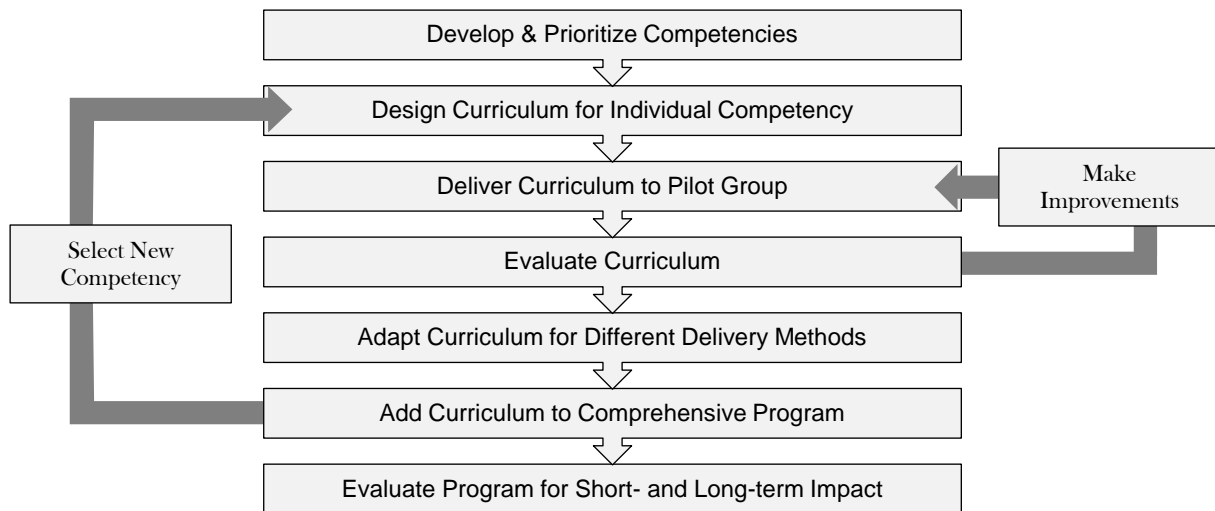 Develop & Prioritize Competencies
Design Curriculum for Individual Competency
Deliver Curriculum to Pilot Group
Make
Improvements
Select New
Competency
Evaluate Curriculum
Adapt Curriculum for Different Delivery Methods
Add Curriculum to Comprehensive Program
Evaluate Program for Short- and Long-term Impact